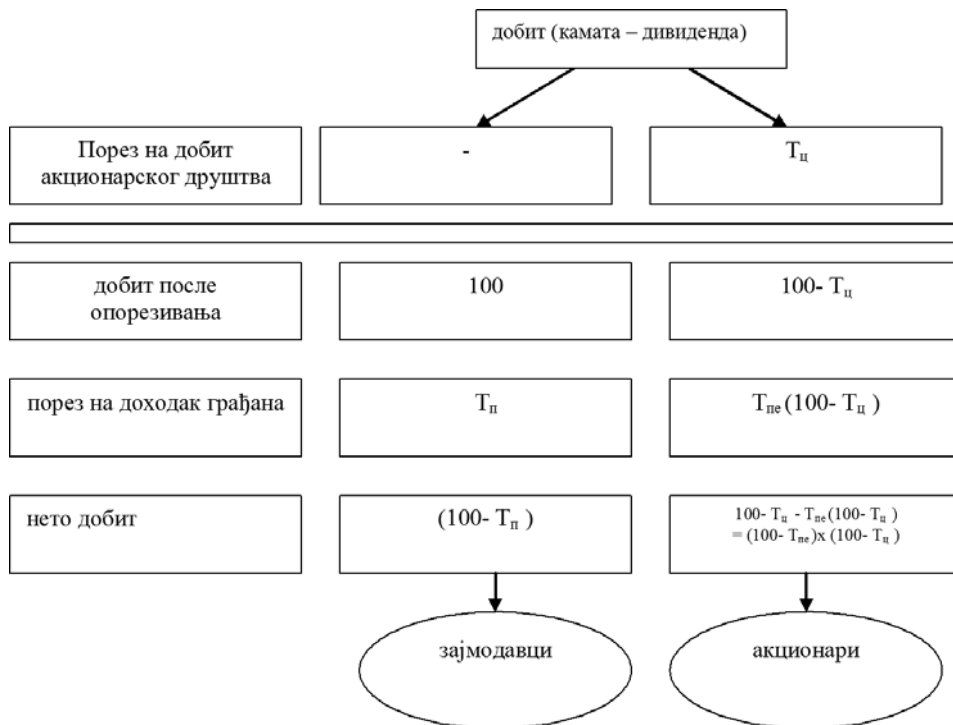 добит (камата – дивиденда)
Порез на добит
акционарског друштва
-
Тц
добит после
опорезивања
100
100- Тц
порез на доходак грађана
Тп
Тпе (100- Тц )
нето добит
(100- Тп )
100- Тц - Тпе (100- Тц )
= (100- Тпе)х (100- Тц )
зајмодавци
акционари